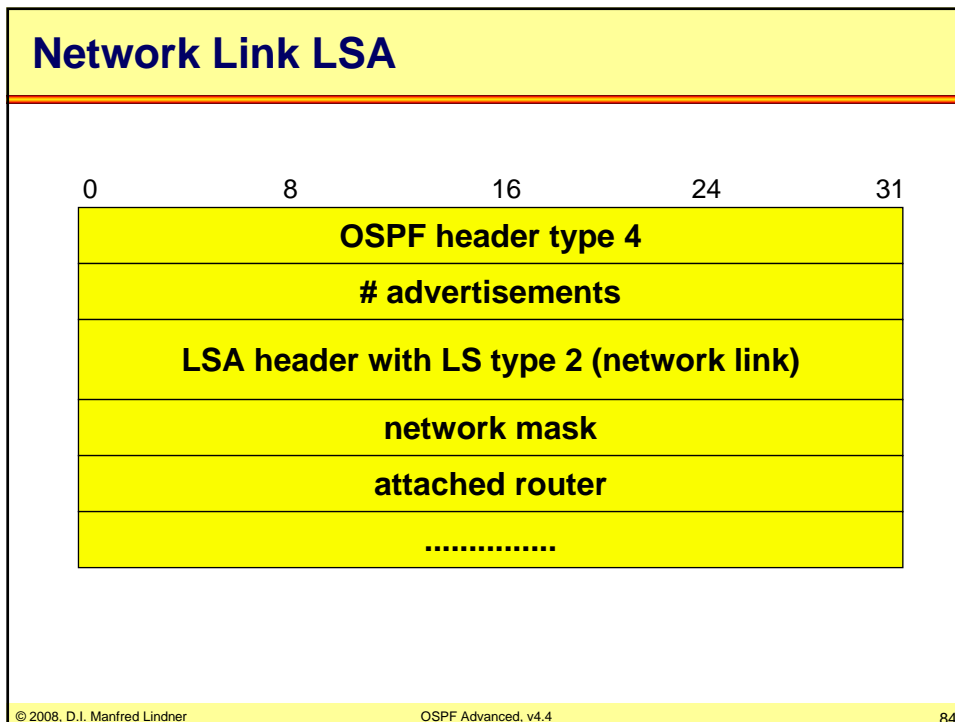 Network Link LSA
0 8 16 24 31
OSPF header type 4
# advertisements
LSA header with LS type 2 (network link)
network mask
attached router
...............
© 2008, D.I. Manfred Lindner OSPF Advanced, v4.4 84